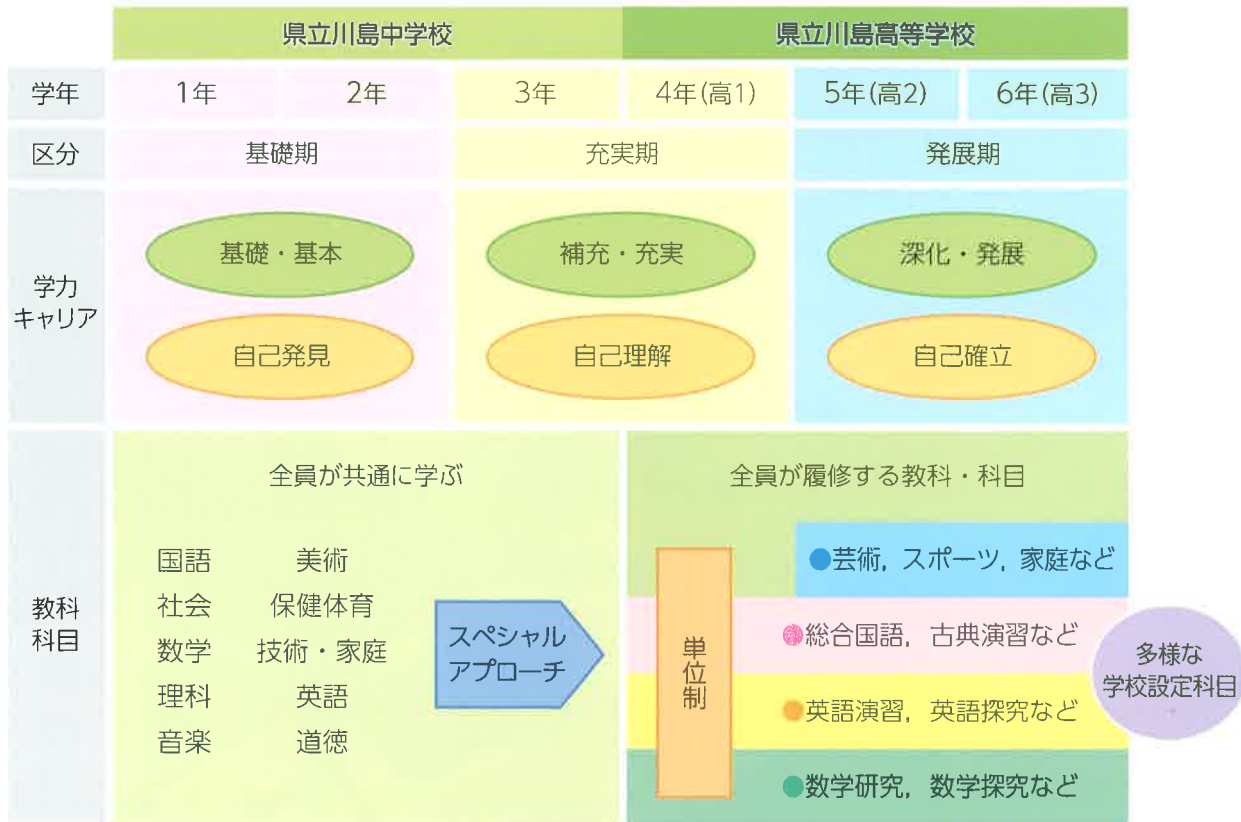 県立川島中学校
県立川島高等学校
学年
1年
2年
3年
4年(高1)
5年(高2)
6年(高3)
区分
基礎期
充実期
発展期
学力
キャリア
基礎・基本
補充・充実
深化・発展
自己発見
自己理解
自己確立
教科
科目
全員が共通に学ぶ
国語
美術
社会
保健体育
数学
技術・家庭
理科
英語
音楽
道徳
スペシャル
アプローチ
全員が履修する教科・科目
単位制
●芸術，スポーツ，家庭など
●総合国語，古典演習など
●英語演習，英語探究など
●数学研究，数学探究など
多様な
学校設定科目